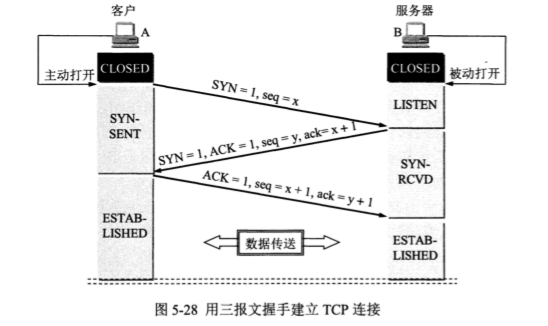 客户
服务器
A
B
主动打开
CLOSED
CLOSED
被动打开
SYN = 1, seq = x
LISTEN
SYN-
SENT
SYN = 1, ACK = 1, seq = y, ack= x + 1
SYN-
RCVD
ACK = 1, seq = x + 1, ack = y + 1
ESTAB-
LISHED
数据传送
ESTAB-
LISHED
图 5-28 用三报文握手建立 TCP 连接